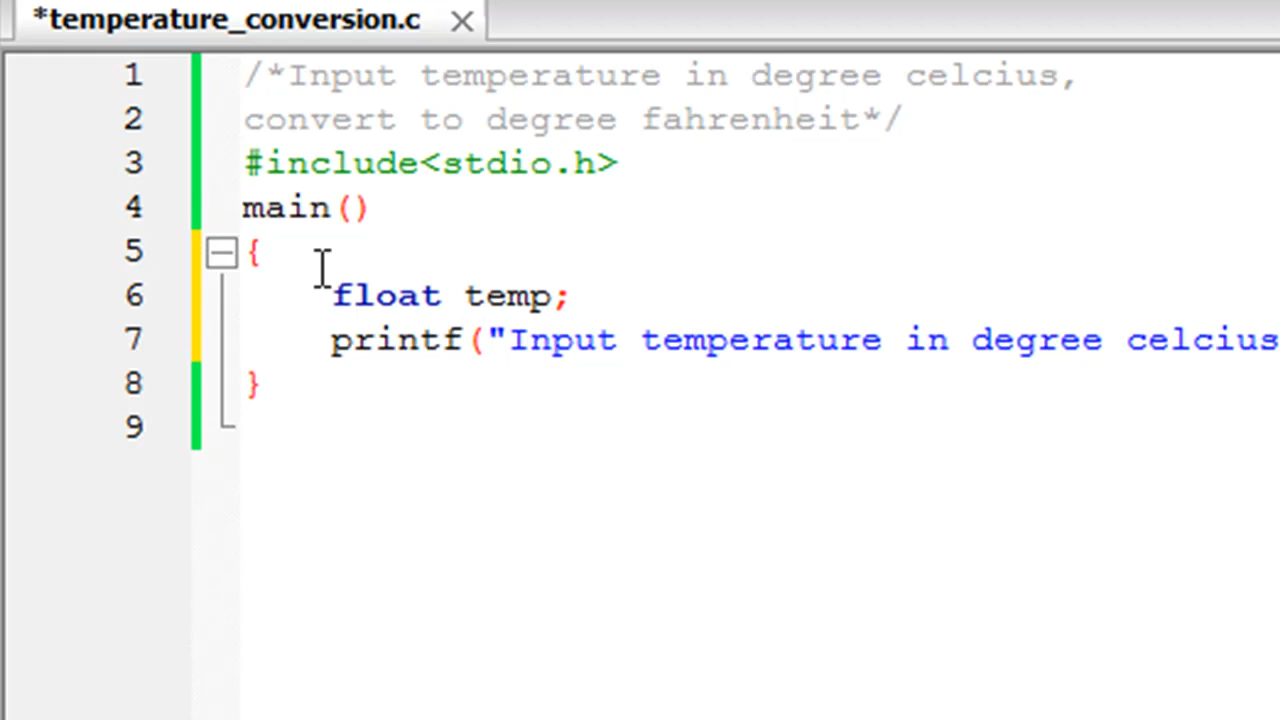 *temperature_conversion.c
1 /*Input temperature in degree celcius,
2 convert to degree fahrenheit*/
3 #include<stdio.h>
4 main()
5 {
6 float temp;
7 printf("Input temperature in degree celcius
8 }
9